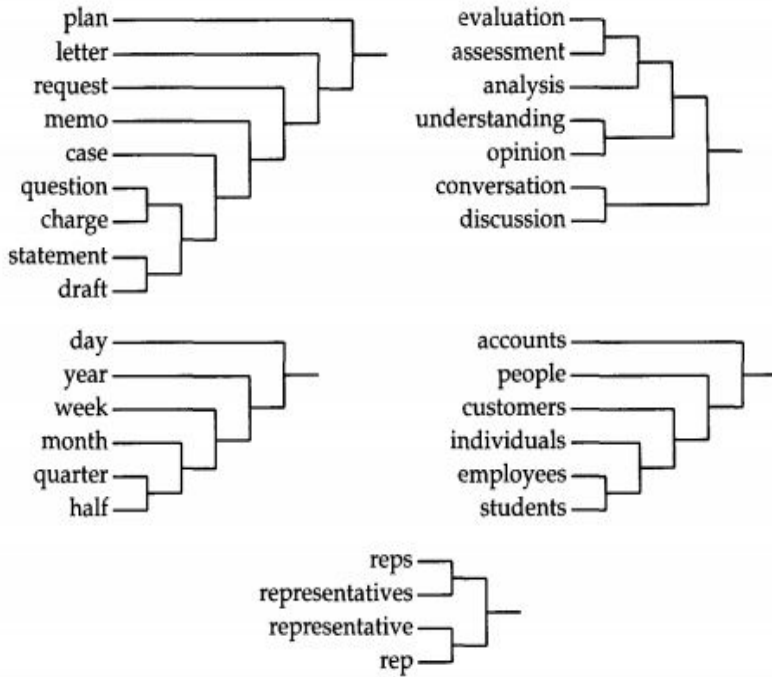 plan
letter
request
memo
case
question
charge
statement
draft
evaluation
assessment
analysis
understanding
opinion
conversation
discussion
day
year
week
month
quarter
half
accounts
people
customers
individuals
employees
students
reps
representatives
representative
rep